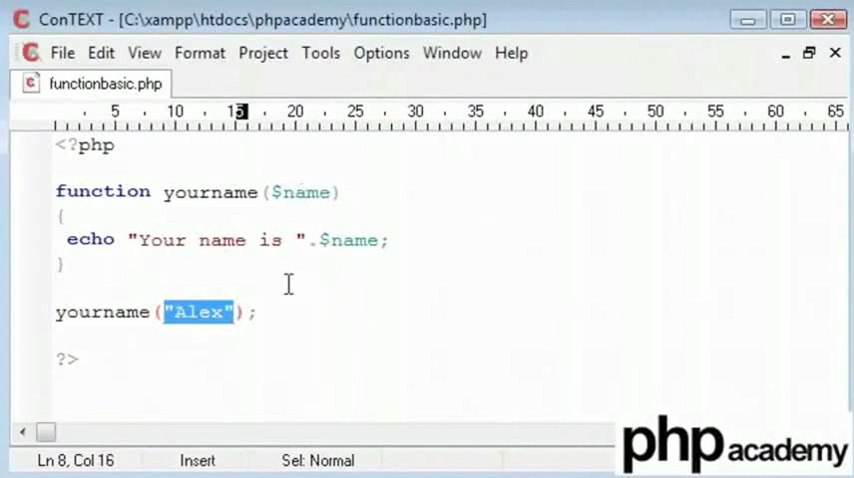 ConTEXT - [C:\xampp\htdocs\phpacademy\functionbasic.php]
File Edit View Format Project Tools Options Window Help
functionbasic.php
5 10 15 20 25 30 35 40 45 50 55 60 65
<?php
function yourname($name)
{
echo "Your name is ".$name;
}
yourname("Alex");
?>
php academy
Ln 8, Col 16 Insert Sel: Normal